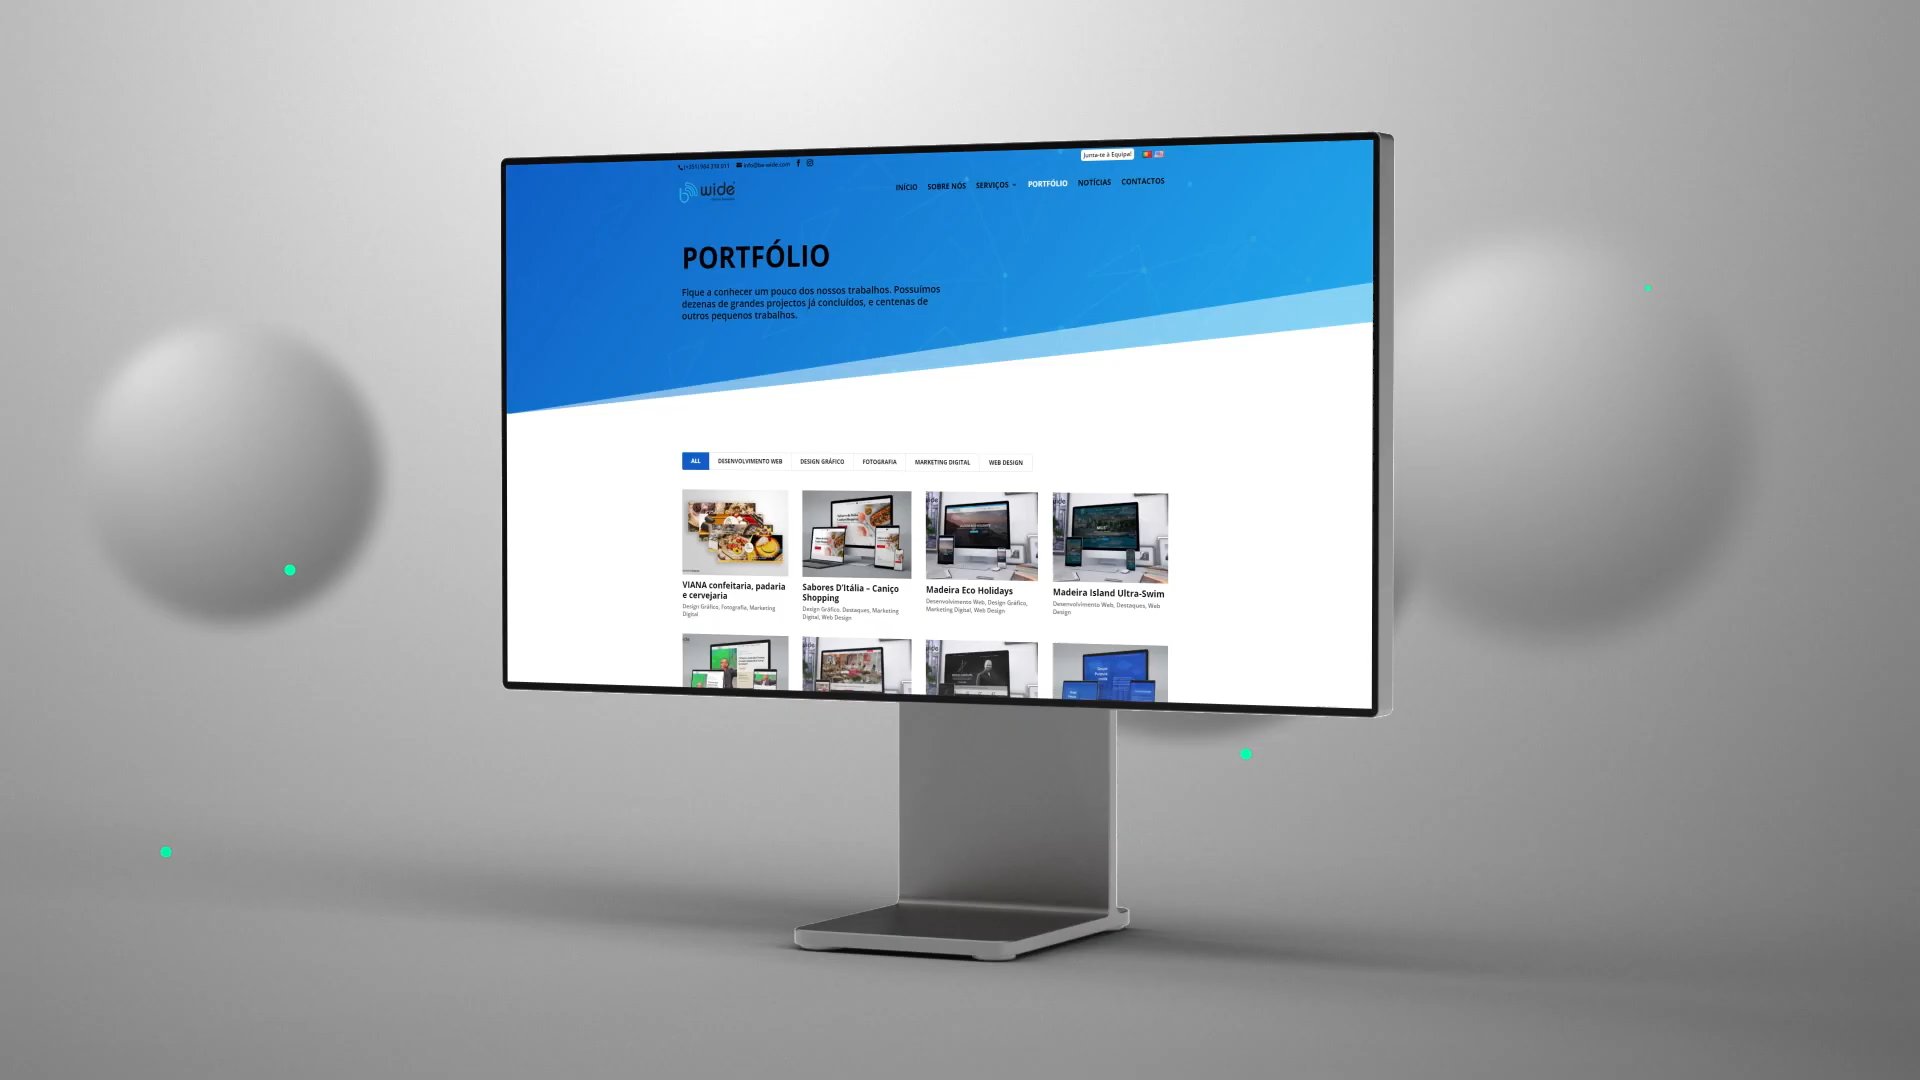 info@be-wide.com
Junta-te à Equipa!
wide
INÍCIO SOBRE NÓS SERVIÇOS PORTFÓLIO NOTÍCIAS CONTACTOS
PORTFÓLIO
Fique a conhecer um pouco dos nossos trabalhos. Possuímos
dezenas de grandes projectos já concluídos, e centenas de
outros pequenos trabalhos.
ALL DESENVOLVIMENTO WEB DESIGN GRÁFICO FOTOGRAFIA MARKETING DIGITAL WEB DESIGN
VIANA confeitaria, padaria
e cervejaria
Design Gráfico, Fotografia, Marketing
Digital
Sabores D'Itália – Caniço
Shopping
Design Gráfico, Destaques, Marketing
Digital, Web Design
Madeira Eco Holidays
Desenvolvimento Web, Design Gráfico,
Marketing Digital, Web Design
Madeira Island Ultra-Swim
Desenvolvimento Web, Destaques, Web
Design